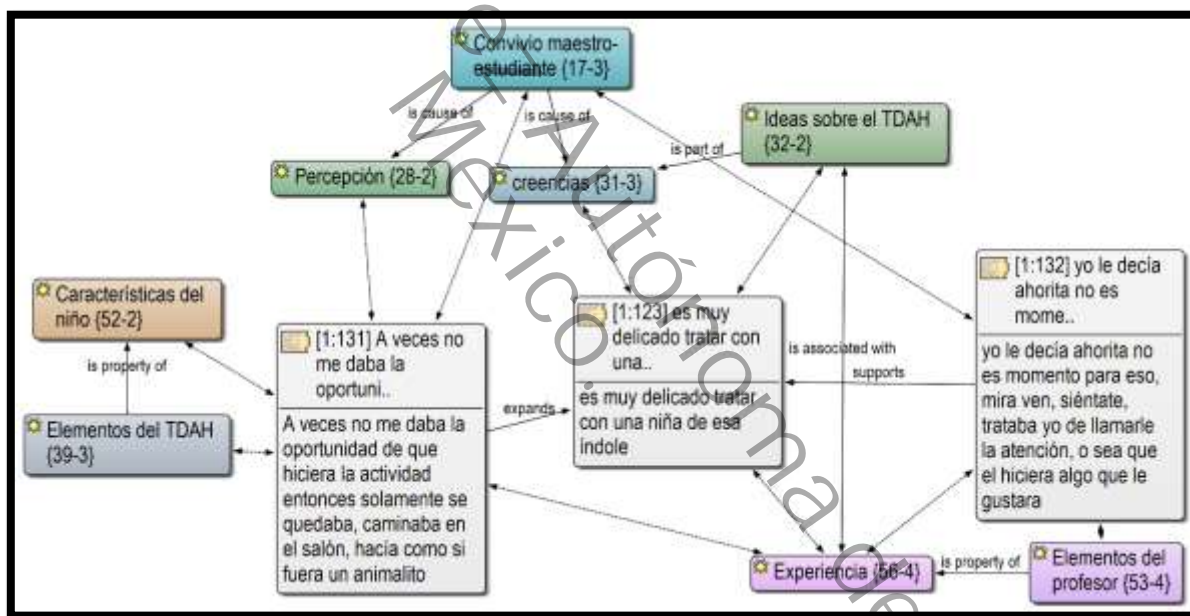 Convivio maestro-
estudiante {17-3}
is cause of
is cause of
Ideas sobre el TDAH
{32-2}
is part of
Percepción {28-2}
creencias {31-3}
Características del
niño {52-2}
is property of
Elementos del TDAH
{39-3}
[1:131] A veces no
me daba la
oportuni..
A veces no me daba la
oportunidad de que
hiciera la actividad
entonces solamente se
quedaba, caminaba en
el salón, hacía como si
fuera un animalito
expands
[1:123] es muy
delicado tratar con
una..
es muy delicado tratar
con una niña de esa
indole
is associated with
supports
[1:132] yo le decía
ahorita no es
mome..
yo le decía ahorita no
es momento para eso,
mira ven, siéntate,
trataba yo de llamarle
la atención, o sea que
el hiciera algo que le
gustara
Experiencia {56-4}
is property of
Elementos del
profesor {53-4}
Autónoma de
México.